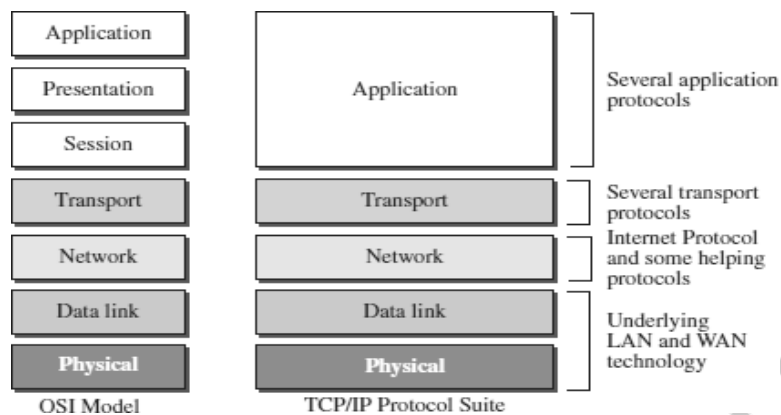 Application
Presentation
Session
Transport
Network
Data link
Physical
OSI Model
Application
Transport
Network
Data link
Physical
TCP/IP Protocol Suite
Several application
protocols
Several transport
protocols
Internet Protocol
and some helping
protocols
Underlying
LAN and WAN
technology